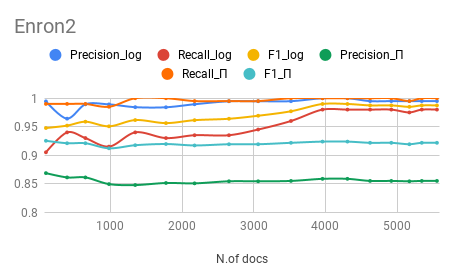 Enron2
Precision_log Recall_log F1_log Precision_Π
Recall_Π F1_Π
1
0.95
0.9
0.85
0.8
1000 2000 3000 4000 5000
N.of docs